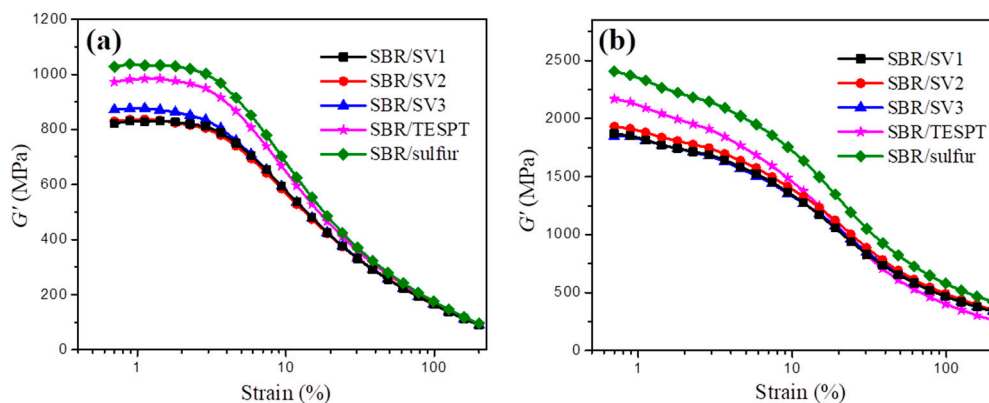 (a)
SBR/SV1
SBR/SV2
SBR/SV3
SBR/TESPT
SBR/sulfur
1200
1000
800
600
400
200
0
G' (MPa)
1
10
100
Strain (%)
(b)
SBR/SV1
SBR/SV2
SBR/SV3
SBR/TESPT
SBR/sulfur
2500
2000
1500
1000
500
0
G' (MPa)
1
10
100
Strain (%)